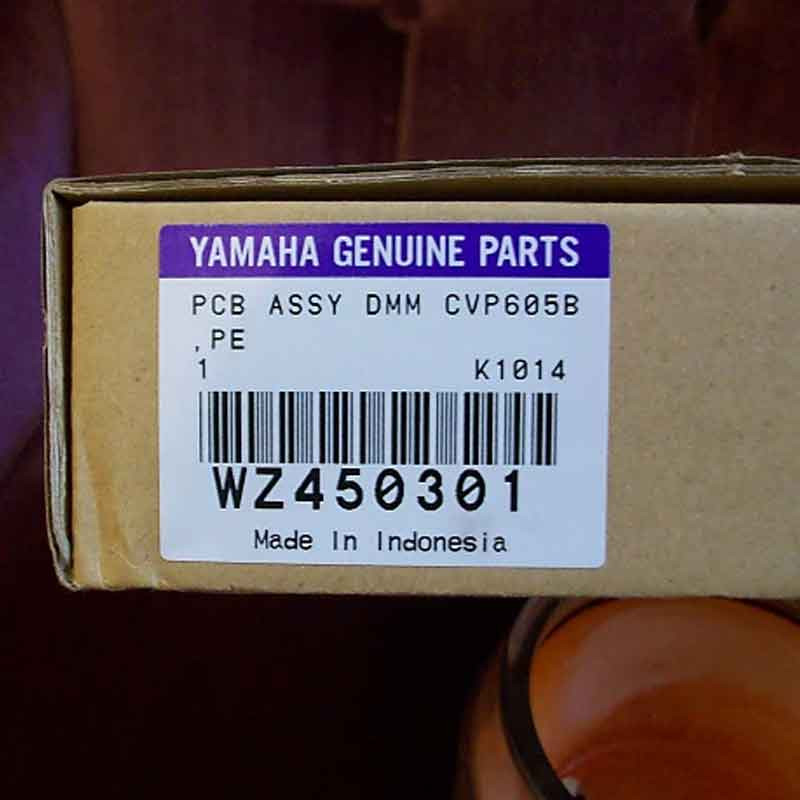 YAMAHA GENUINE PARTS
PCB ASSY DMM CVP605B
,PE
1 K1014
WZ450301
Made In Indonesia